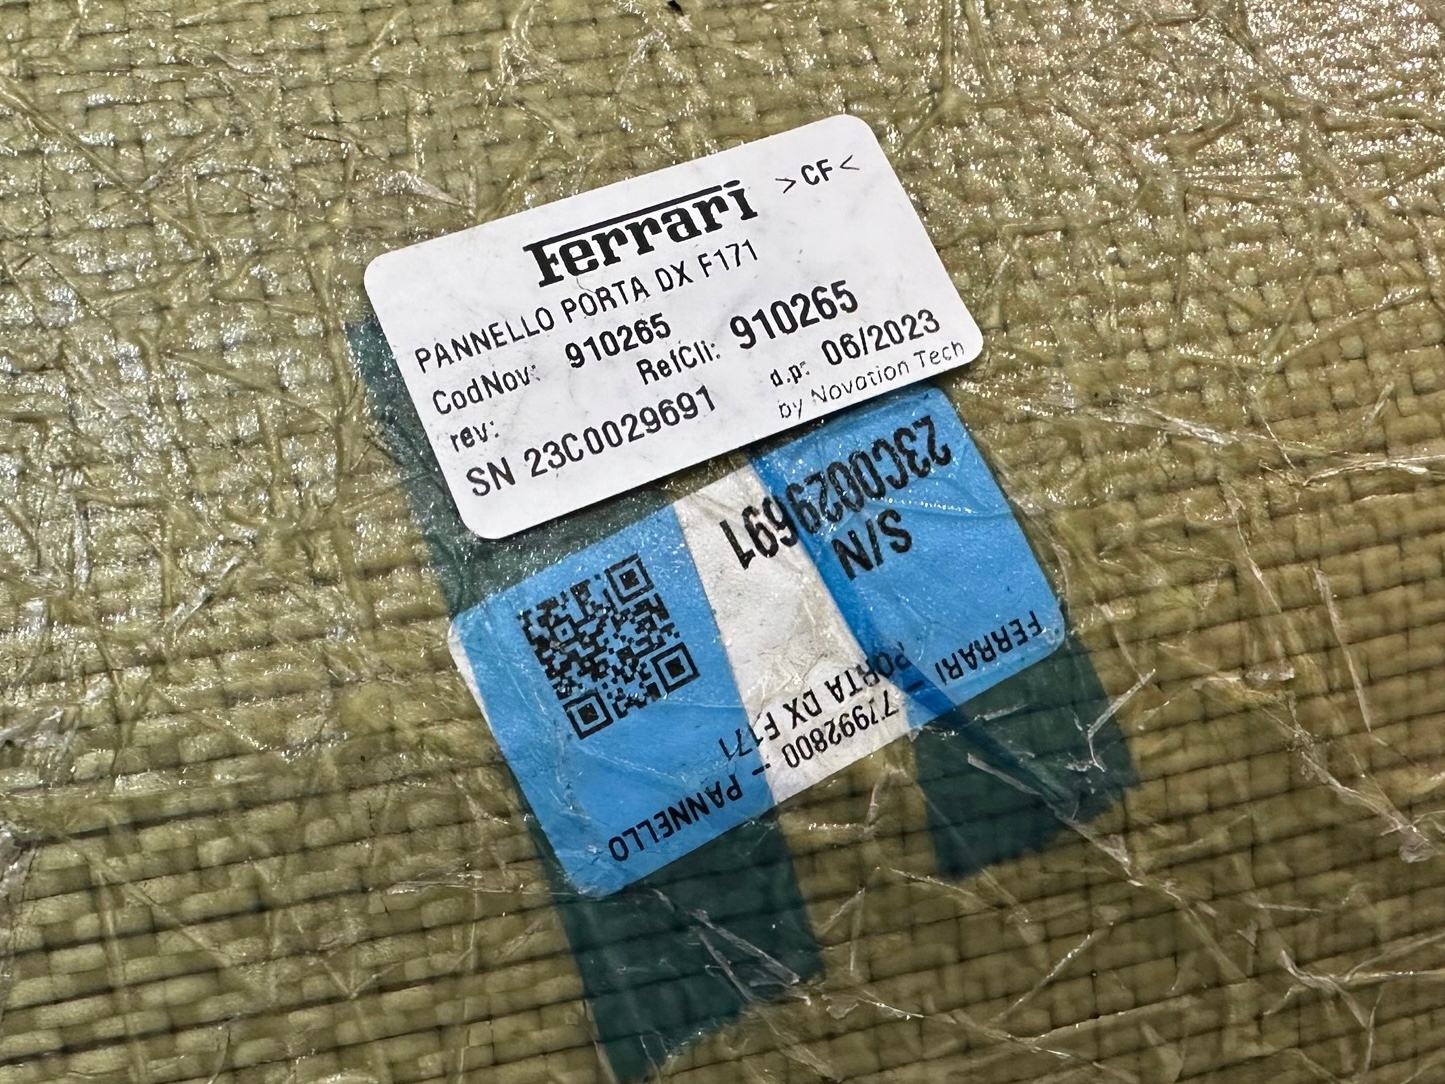 Ferrari >CF<
PANNELLO PORTA DX F171
CodNov: 910265
RefCli: 910265
rev:
d.p: 06/2023
SN 23C0029691
by Novation Tech
FERRARI –
77992800 – PANNELLO
PORTA DX F171
S/N
23C0029691